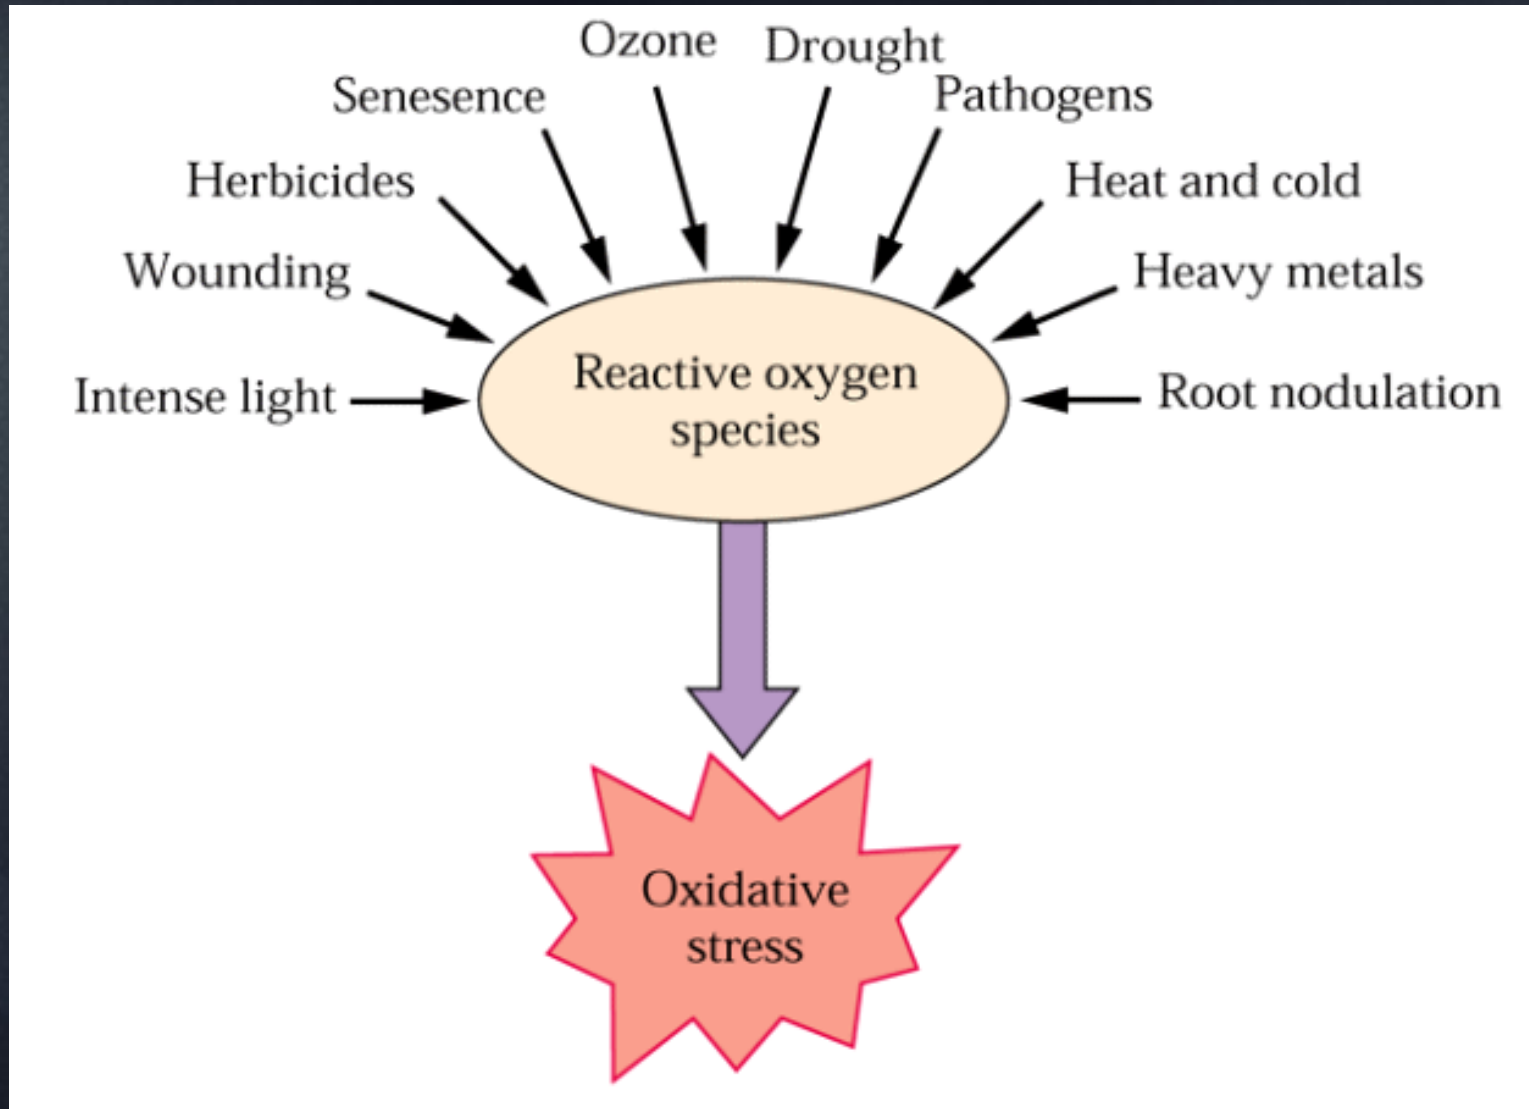 Ozone
Drought
Senesence
Pathogens
Herbicides
Heat and cold
Wounding
Heavy metals
Intense light
Reactive oxygen
species
Root nodulation
Oxidative
stress